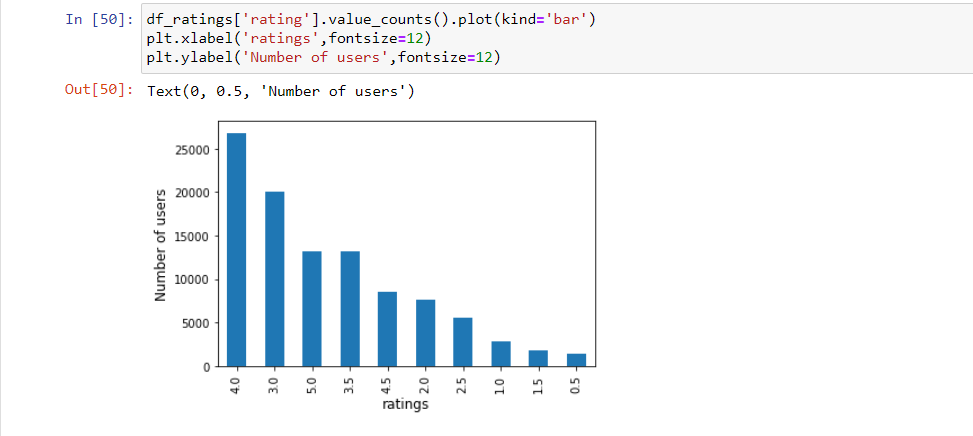 In [50]: df_ratings['rating'].value_counts().plot(kind='bar')
plt.xlabel('ratings',fontsize=12)
plt.ylabel('Number of users',fontsize=12)
Out[50]: Text(0, 0.5, 'Number of users')
25000
20000
15000
10000
5000
0
Number of users
4.0 3.0 5.0 3.5 4.5 2.0 2.5 1.0 1.5 0.5
ratings